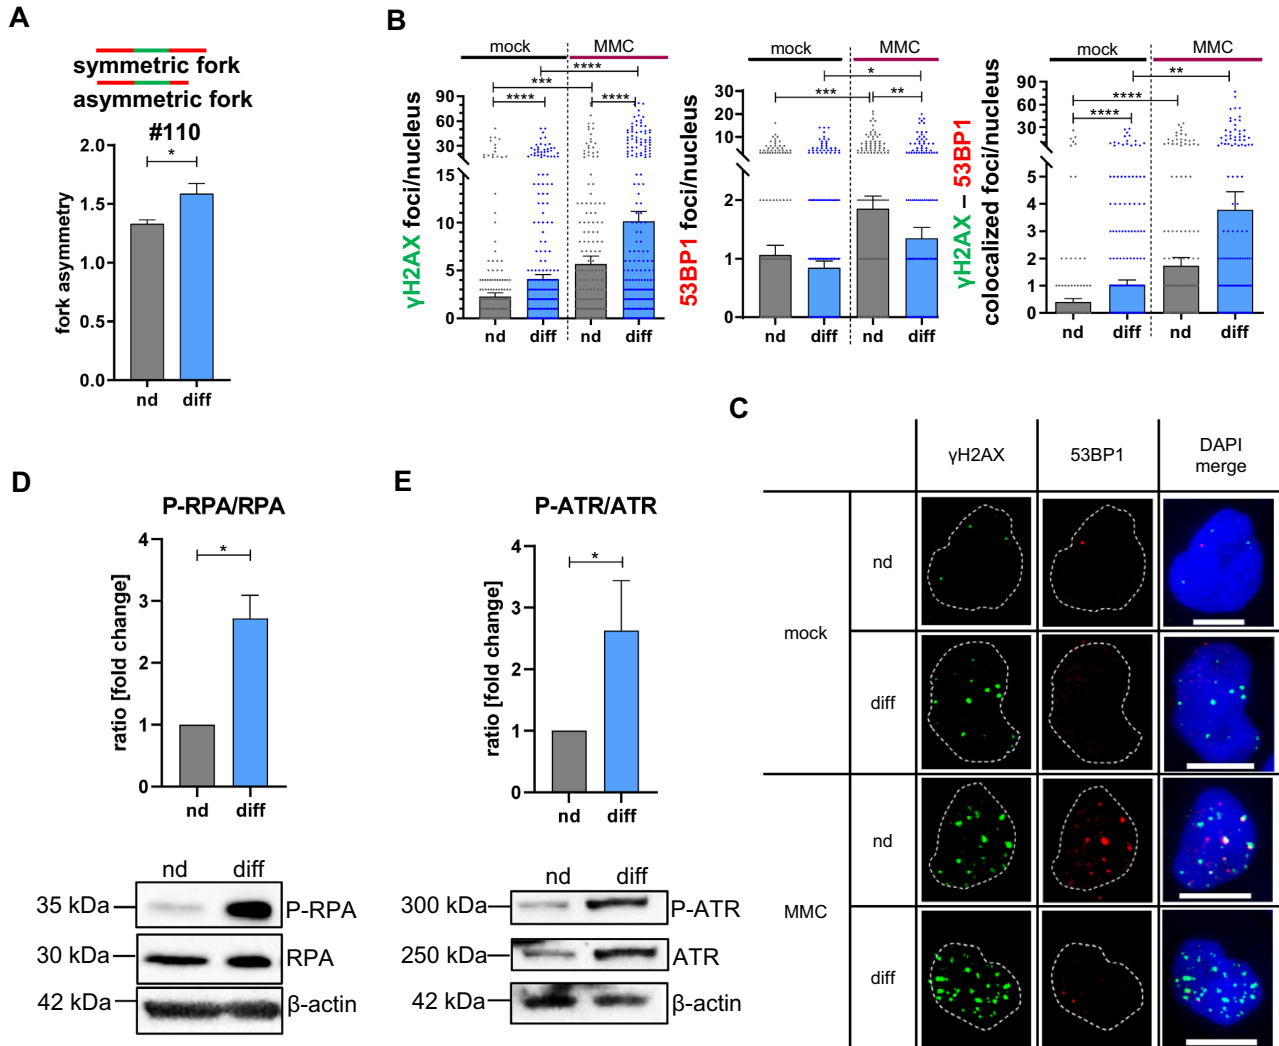 A
symmetric fork
asymmetric fork
#110
*
fork asymmetry
2.0
1.5
1.0
0.5
0.0
nd
diff
B
mock
MMC
****
***
****
****
γH2AX foci/nucleus
90
60
30
15
10
5
4
3
2
1
0
nd
diff
nd
diff
mock
MMC
*
***
**
53BP1 foci/nucleus
30
20
10
2
1
0
nd
diff
nd
diff
mock
MMC
**
****
****
γH2AX – 53BP1
colocalized foci/nucleus
90
60
30
5
4
3
2
1
0
nd
diff
nd
diff
C
γH2AX
53BP1
DAPI
merge
mock
nd
diff
MMC
nd
diff
D
P-RPA/RPA
*
ratio [fold change]
4
3
2
1
0
nd
diff
nd
diff
35 kDa
P-RPA
30 kDa
RPA
42 kDa
β-actin
E
P-ATR/ATR
*
ratio [fold change]
4
3
2
1
0
nd
diff
nd
diff
300 kDa
P-ATR
250 kDa
ATR
42 kDa
β-actin